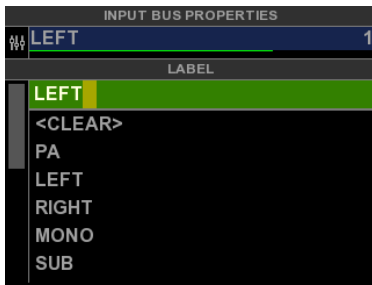 INPUT BUS PROPERTIES
LEFT 1
LABEL
LEFT
<CLEAR>
PA
LEFT
RIGHT
MONO
SUB